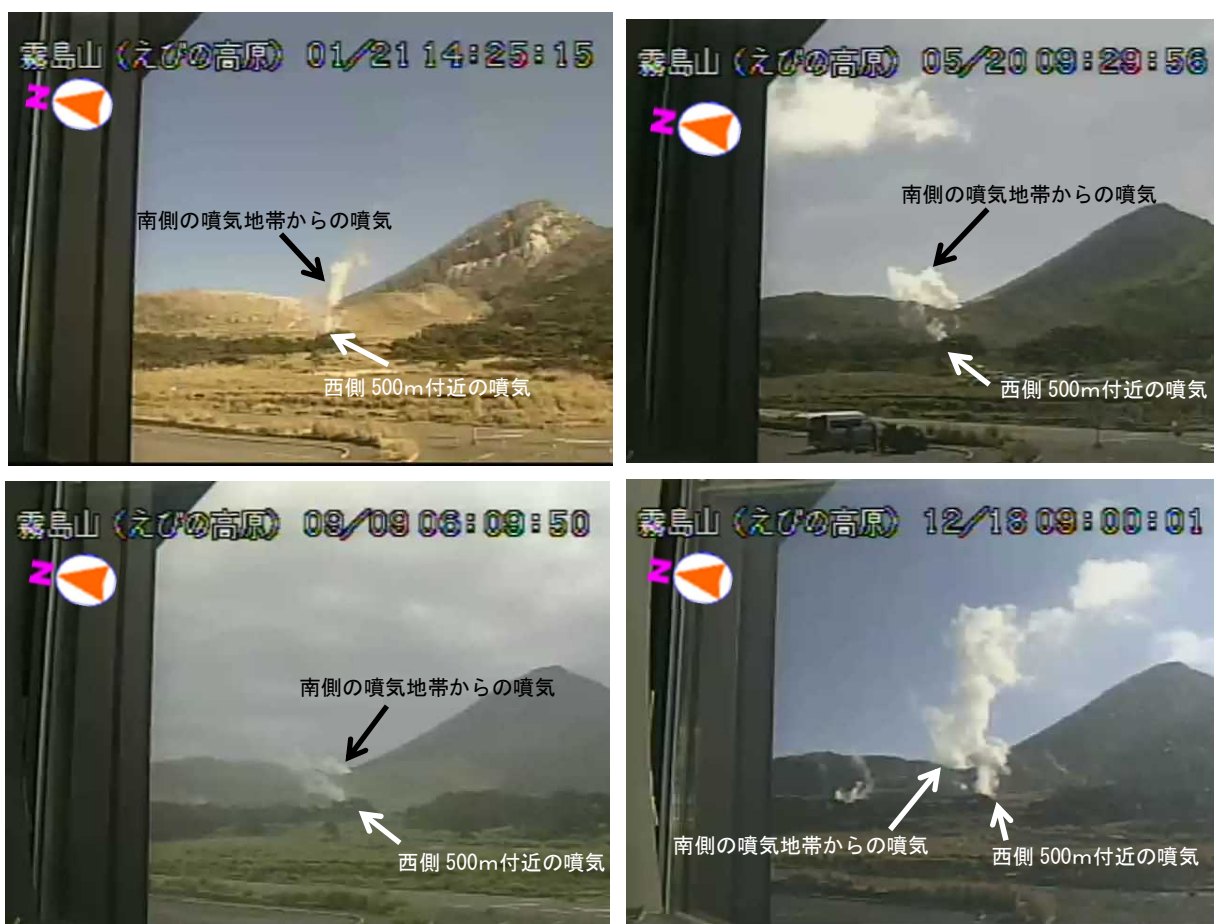 霧島山（えびの高原） 01/21 14:25:15
N
南側の噴気地帯からの噴気
西側 500m付近の噴気
霧島山（えびの高原） 05/20 09:29:56
N
南側の噴気地帯からの噴気
西側 500m付近の噴気
霧島山（えびの高原） 09/09 06:09:50
N
南側の噴気地帯からの噴気
西側 500m付近の噴気
霧島山（えびの高原） 12/18 09:00:01
N
南側の噴気地帯からの噴気
西側 500m付近の噴気